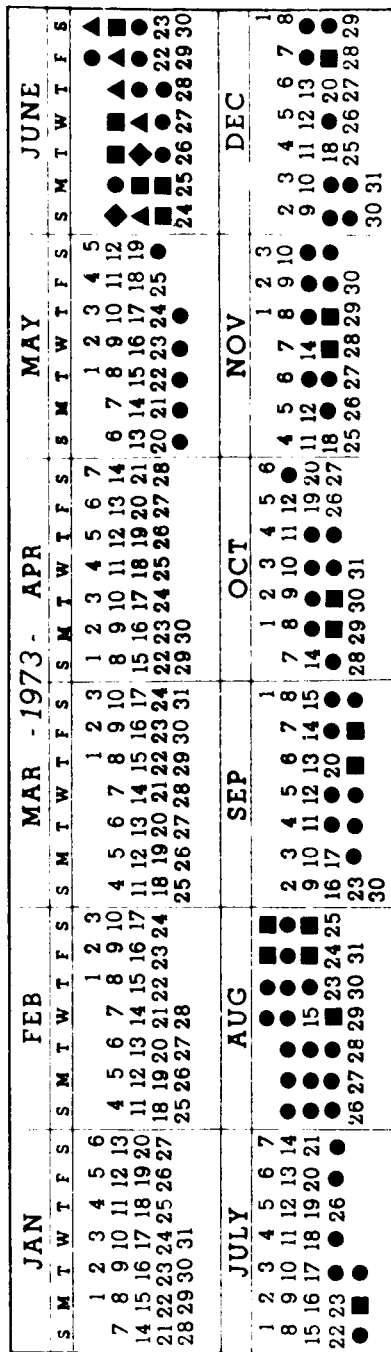 MAR -1973- APR
JAN FEB MAY JUNE
S M T W T F S S M T W T F S S M T W T F S S M T W T F S S M T W T F S S M T W T F S
1 2 3 4 5 6 1 2 3 1 2 3 1 2 3 4 5 6 7 1 2 3 4 5
7 8 9 10 11 12 13 4 5 6 7 8 9 10 4 5 6 7 8 9 10 8 9 10 11 12 13 14 6 7 8 9 10 11 12
14 15 16 17 18 19 20 11 12 13 14 15 16 17 11 12 13 14 15 16 17 15 16 17 18 19 20 21 13 14 15 16 17 18 19
21 22 23 24 25 26 27 18 19 20 21 22 23 24 18 19 20 21 22 23 24 22 23 24 25 26 27 28 20 21 22 23 24 25 22 23
28 29 30 31 25 26 27 28 25 26 27 28 29 30 31 29 30 24 25 26 27 28 29 30
JULY AUG SEP OCT NOV DEC
1 2 3 4 5 6 7 1 1 2 3 4 5 6 1 2 3 1
8 9 10 11 12 13 14 2 3 4 5 6 7 8 7 8 9 10 11 12 4 5 6 7 8 9 10 2 3 4 5 6 7 8
15 16 17 18 19 20 21 15 9 10 11 12 13 14 15 14 19 20 11 12 14 9 10 11 12 13
22 23 26 23 24 25 16 17 20 26 27 18 18 20
26 27 28 29 30 31 23 28 29 30 31 25 26 27 28 29 30 25 26 27 28 29
30 30 31